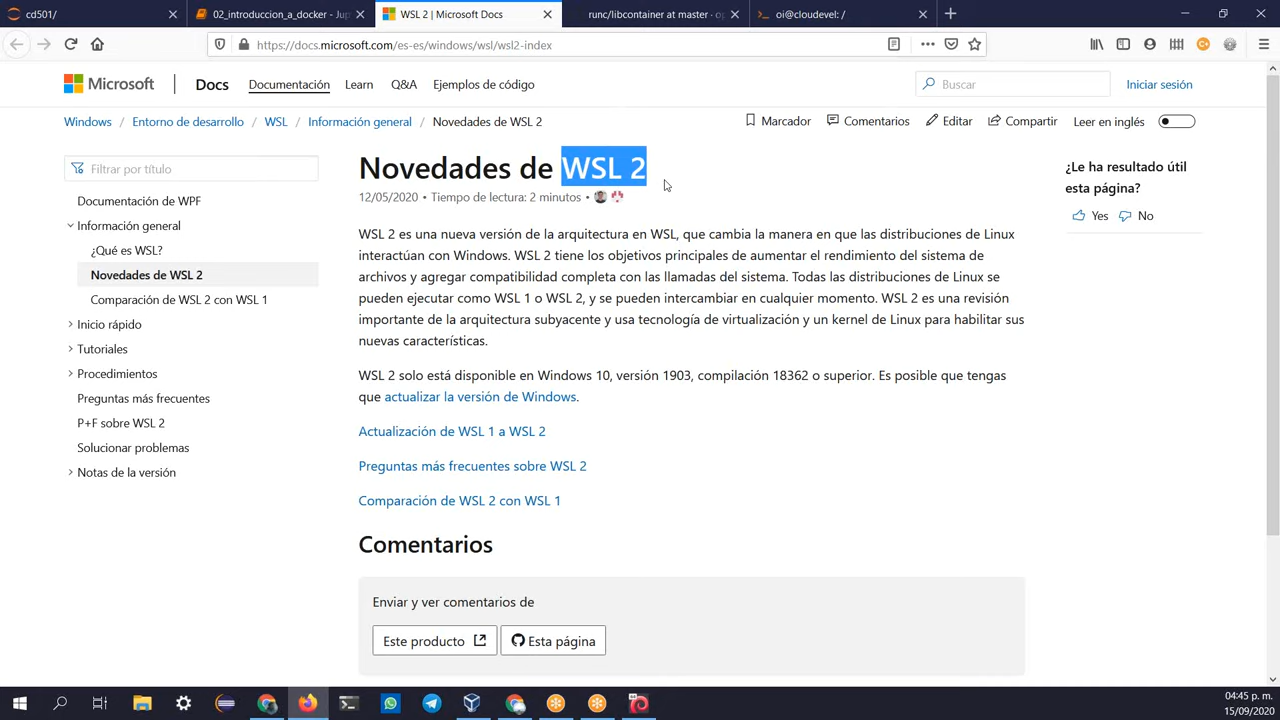 cd501/
02_introduccion_a_docker - Jup
WSL 2 | Microsoft Docs
runc/libcontainer at master · op
oi@cloudevel: /
https://docs.microsoft.com/es-es/windows/wsl/wsl2-index
Microsoft
Docs
Documentación
Learn
Q&A
Ejemplos de código
Buscar
Iniciar sesión
Windows / Entorno de desarrollo / WSL / Información general / Novedades de WSL 2
Marcador
Comentarios
Editar
Compartir
Leer en inglés
Filtrar por título
Documentación de WPF
Información general
¿Qué es WSL?
Novedades de WSL 2
Comparación de WSL 2 con WSL 1
Inicio rápido
Tutoriales
Procedimientos
Preguntas más frecuentes
P+F sobre WSL 2
Solucionar problemas
Notas de la versión
Novedades de WSL 2
12/05/2020 • Tiempo de lectura: 2 minutos •
WSL 2 es una nueva versión de la arquitectura en WSL, que cambia la manera en que las distribuciones de Linux
interactúan con Windows. WSL 2 tiene los objetivos principales de aumentar el rendimiento del sistema de
archivos y agregar compatibilidad completa con las llamadas del sistema. Todas las distribuciones de Linux se
pueden ejecutar como WSL 1 o WSL 2, y se pueden intercambiar en cualquier momento. WSL 2 es una revisión
importante de la arquitectura subyacente y usa tecnología de virtualización y un kernel de Linux para habilitar sus
nuevas características.
WSL 2 solo está disponible en Windows 10, versión 1903, compilación 18362 o superior. Es posible que tengas
que actualizar la versión de Windows.
Actualización de WSL 1 a WSL 2
Preguntas más frecuentes sobre WSL 2
Comparación de WSL 2 con WSL 1
Comentarios
Enviar y ver comentarios de
Este producto
Esta página
¿Le ha resultado útil
esta página?
Yes
No
04:45 p. m.
15/09/2020